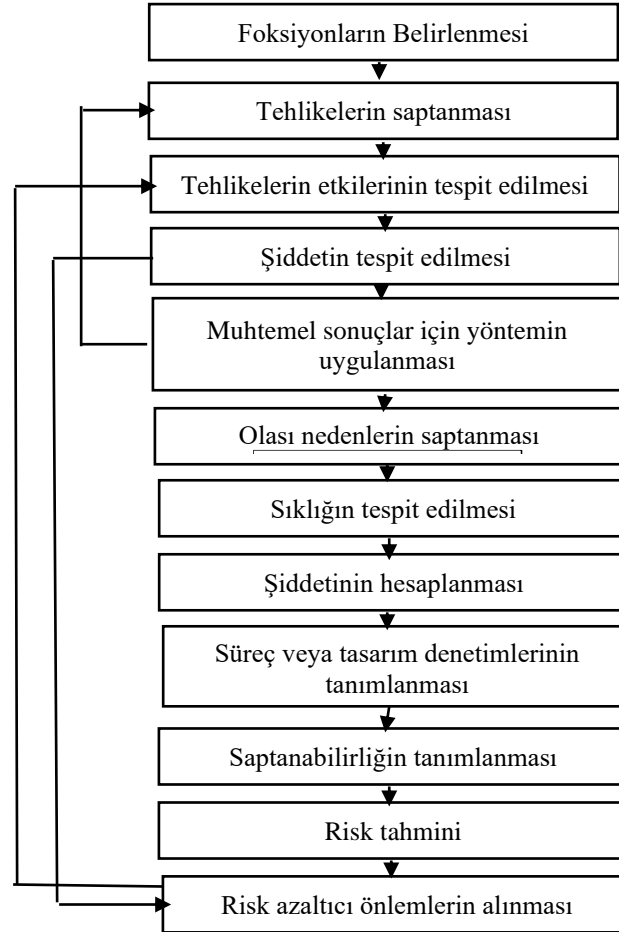 Foksiyonların Belirlenmesi
Tehlikelerin saptanması
Tehlikelerin etkilerinin tespit edilmesi
Şiddetin tespit edilmesi
Muhtemel sonuçlar için yöntemin
uygulanması
Olası nedenlerin saptanması
Sıklığın tespit edilmesi
Şiddetinin hesaplanması
Süreç veya tasarım denetimlerinin
tanımlanması
Saptanabilirliğin tanımlanması
Risk tahmini
Risk azaltıcı önlemlerin alınması